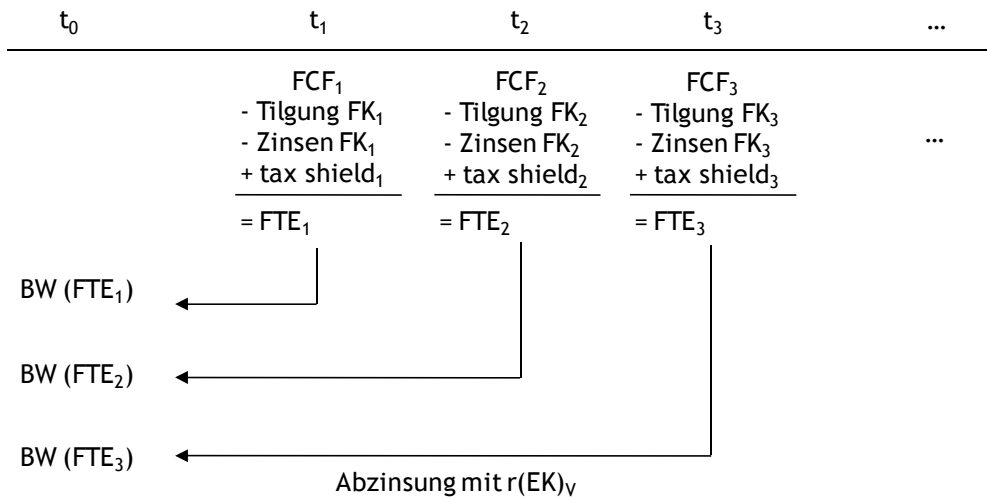 t₀ t₁ t₂ t₃ ...
FCF₁ FCF₂ FCF₃
- Tilgung FK₁ - Tilgung FK₂ - Tilgung FK₃
- Zinsen FK₁ - Zinsen FK₂ - Zinsen FK₃ ...
+ tax shield₁ + tax shield₂ + tax shield₃
= FTE₁ = FTE₂ = FTE₃
BW (FTE₁)
BW (FTE₂)
BW (FTE₃)
Abzinsung mit r(EK)ᵥ